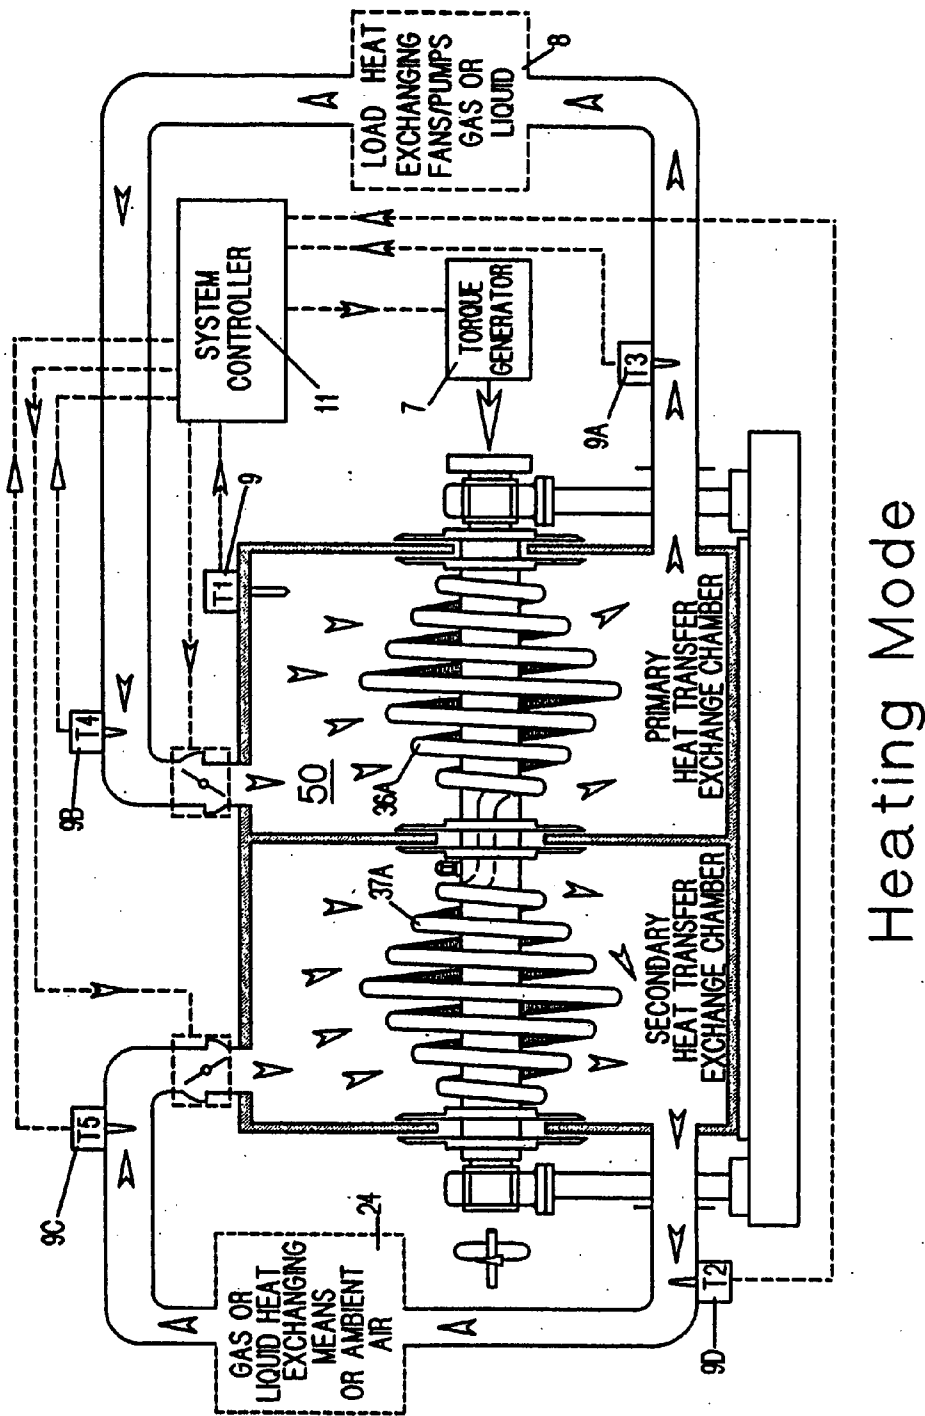 T5
9C
T4
9B
SYSTEM
CONTROLLER
11
LOAD HEAT
EXCHANGING
FANS/PUMPS
GAS OR
LIQUID
8
T1
9
50
GAS OR
LIQUID HEAT
EXCHANGING
MEANS
OR AMBIENT
AIR
24
37A
36A
7
TORQUE
GENERATOR
9A
T3
SECONDARY
HEAT TRANSFER
EXCHANGE CHAMBER
PRIMARY
HEAT TRANSFER
EXCHANGE CHAMBER
9D
T2
Heating Mode